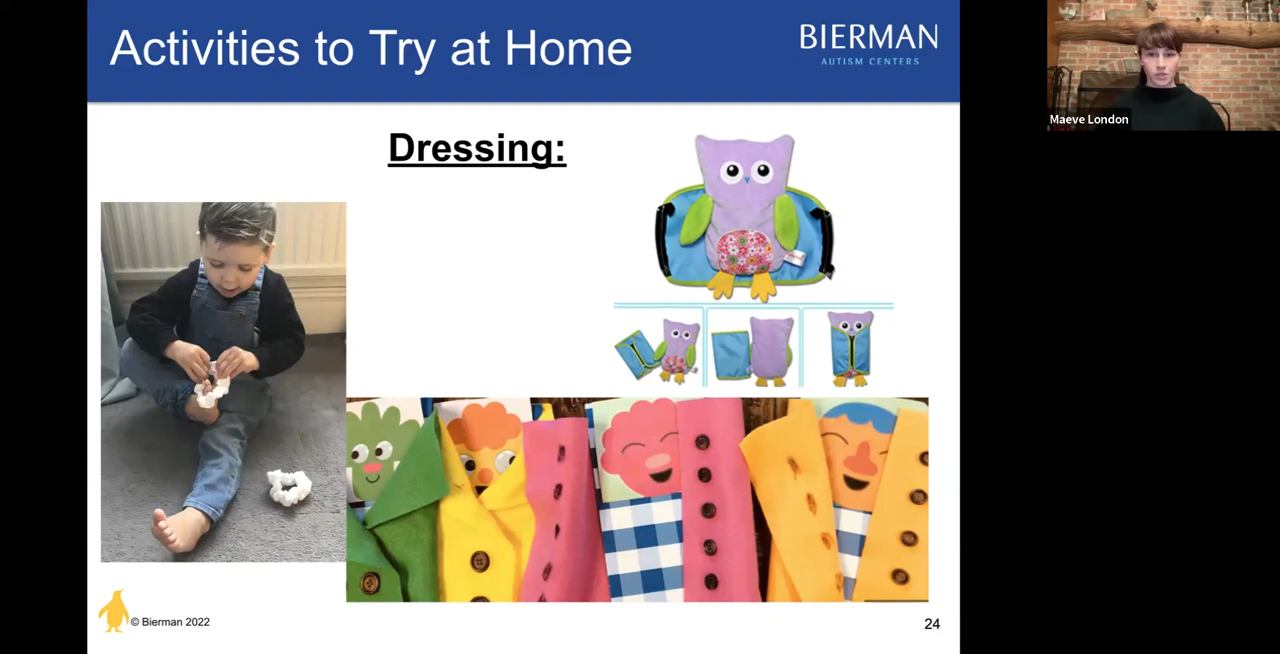 Activities to Try at Home
BIERMAN
AUTISM CENTERS
Maeve London
Dressing:
© Bierman 2022
24